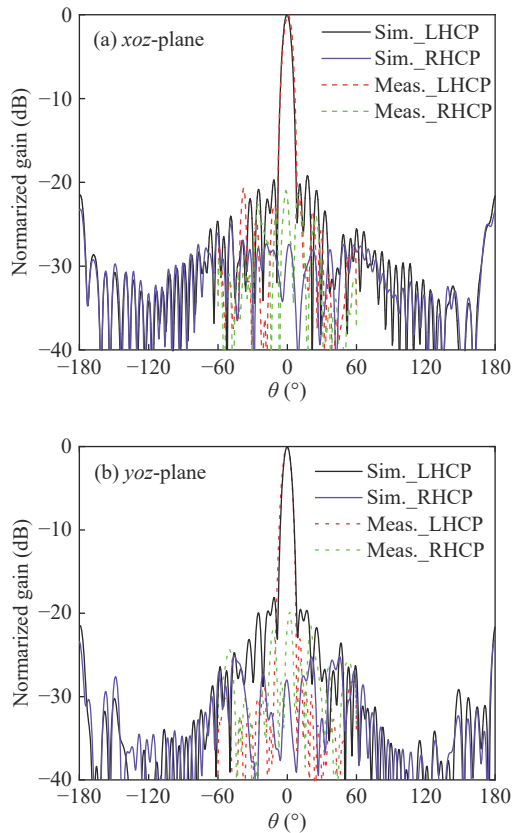 (a) xoz-plane
Sim._LHCP
Sim._RHCP
Meas._LHCP
Meas._RHCP
Normarized gain (dB)
0
−10
−20
−30
−40
−180
−120
−60
0
60
120
180
θ (°)
(b) yoz-plane
Sim._LHCP
Sim._RHCP
Meas._LHCP
Meas._RHCP
Normarized gain (dB)
0
−10
−20
−30
−40
−180
−120
−60
0
60
120
180
θ (°)